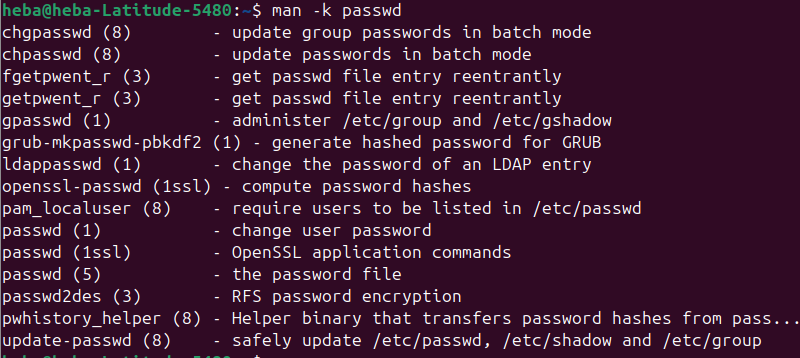 heba@heba-Latitude-5480:~$ man -k passwd
chgpasswd (8)        - update group passwords in batch mode
chpasswd (8)         - update passwords in batch mode
fgetpwent_r (3)      - get passwd file entry reentrantly
getpwent_r (3)       - get passwd file entry reentrantly
gpasswd (1)          - administer /etc/group and /etc/gshadow
grub-mkpasswd-pbkdf2 (1) - generate hashed password for GRUB
ldappasswd (1)       - change the password of an LDAP entry
openssl-passwd (1ssl) - compute password hashes
pam_localuser (8)    - require users to be listed in /etc/passwd
passwd (1)           - change user password
passwd (1ssl)        - OpenSSL application commands
passwd (5)           - the password file
passwd2des (3)       - RFS password encryption
pwhistory_helper (8) - Helper binary that transfers password hashes from pass...
update-passwd (8)    - safely update /etc/passwd, /etc/shadow and /etc/group